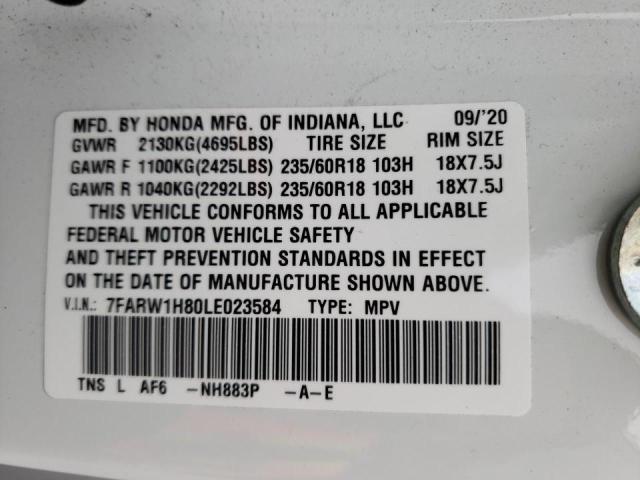 MFD. BY HONDA MFG. OF INDIANA, LLC 09/'20
GVWR 2130KG(4695LBS) TIRE SIZE RIM SIZE
GAWR F 1100KG(2425LBS) 235/60R18 103H 18X7.5J
GAWR R 1040KG(2292LBS) 235/60R18 103H 18X7.5J
THIS VEHICLE CONFORMS TO ALL APPLICABLE
FEDERAL MOTOR VEHICLE SAFETY
AND THEFT PREVENTION STANDARDS IN EFFECT
ON THE DATE OF MANUFACTURE SHOWN ABOVE.
V.I.N.: 7FARW1H80LE023584 TYPE: MPV
TNS L AF6 -NH883P -A-E